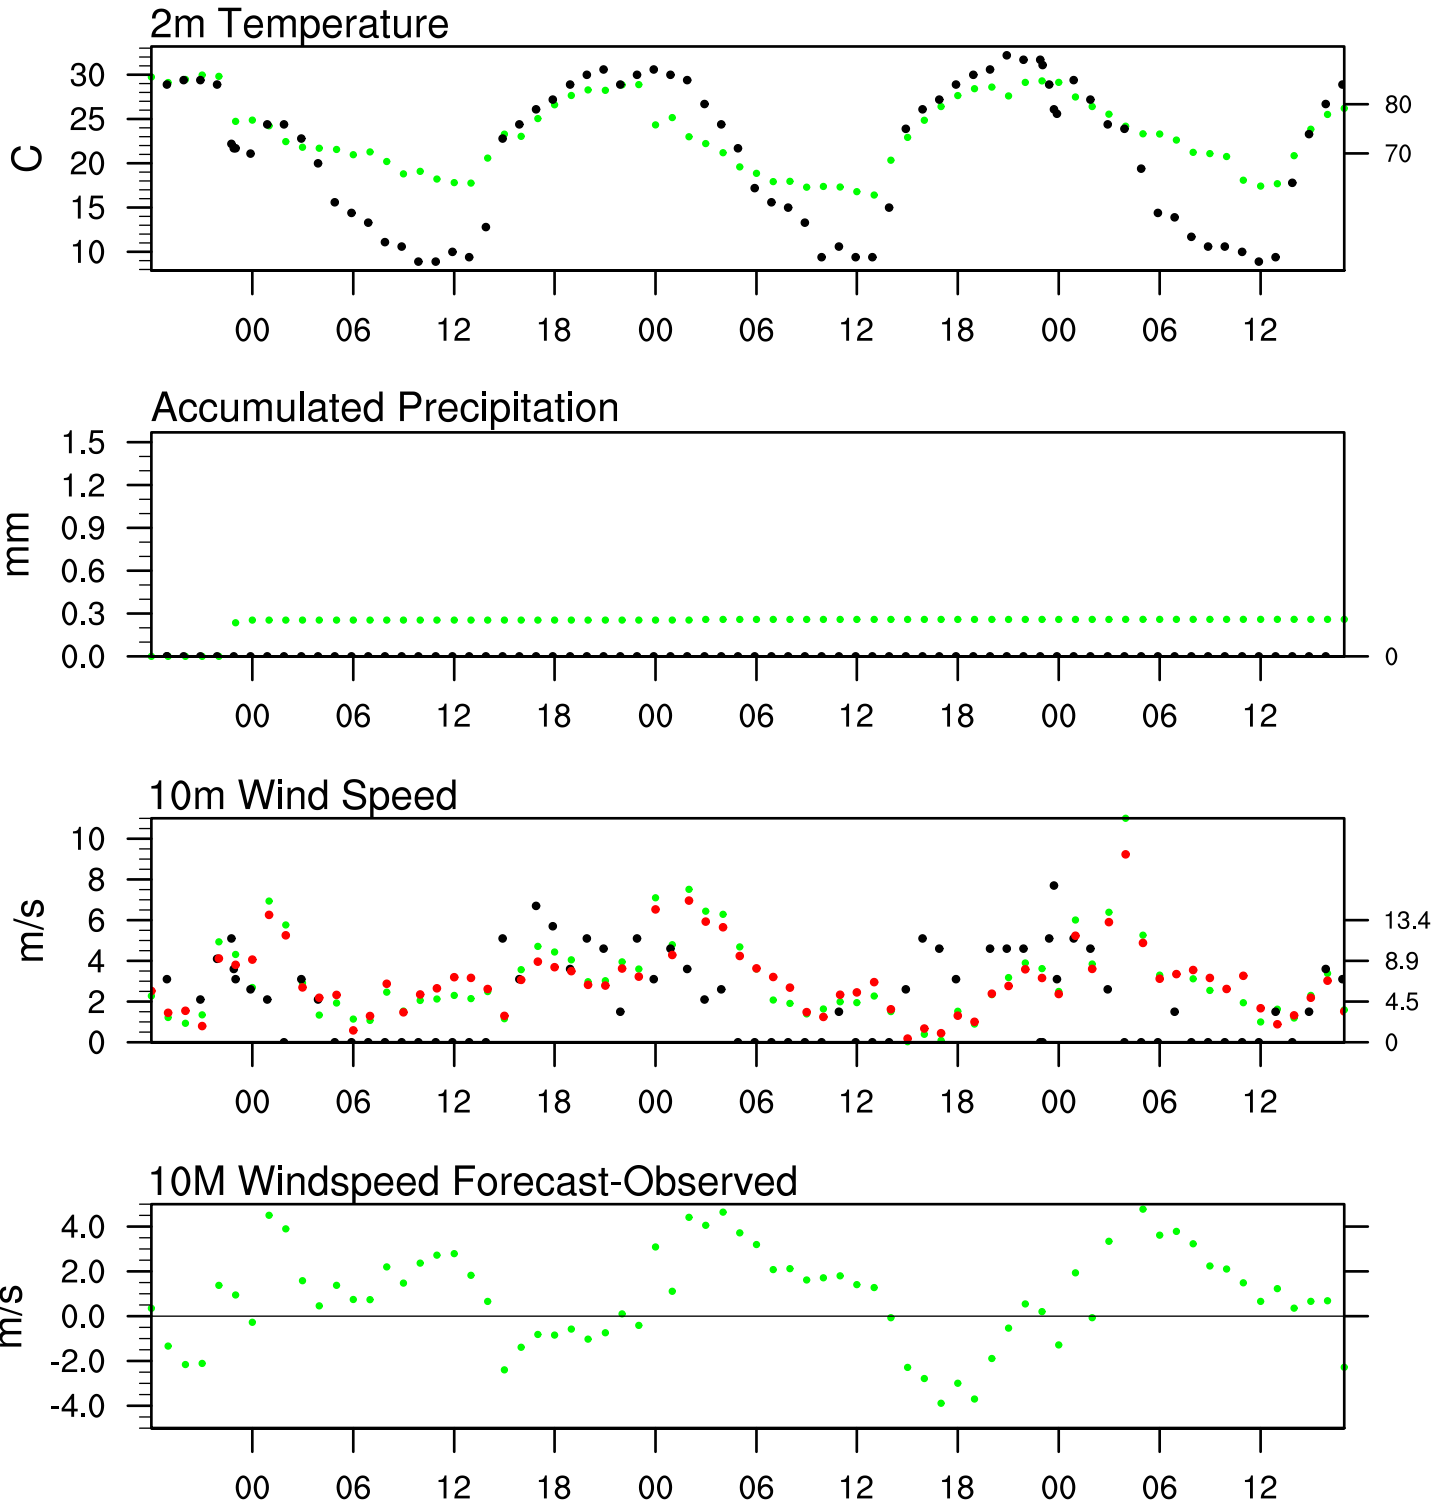 2m Temperature
30
25
20
15
10
C
80
70
00 06 12 18 00 06 12 18 00 06 12
Accumulated Precipitation
1.5
1.2
0.9
0.6
0.3
0.0
mm
0
00 06 12 18 00 06 12 18 00 06 12
10m Wind Speed
10
8
6
4
2
0
m/s
13.4
8.9
4.5
0
00 06 12 18 00 06 12 18 00 06 12
10M Windspeed Forecast-Observed
4.0
2.0
0.0
-2.0
-4.0
m/s
00 06 12 18 00 06 12 18 00 06 12